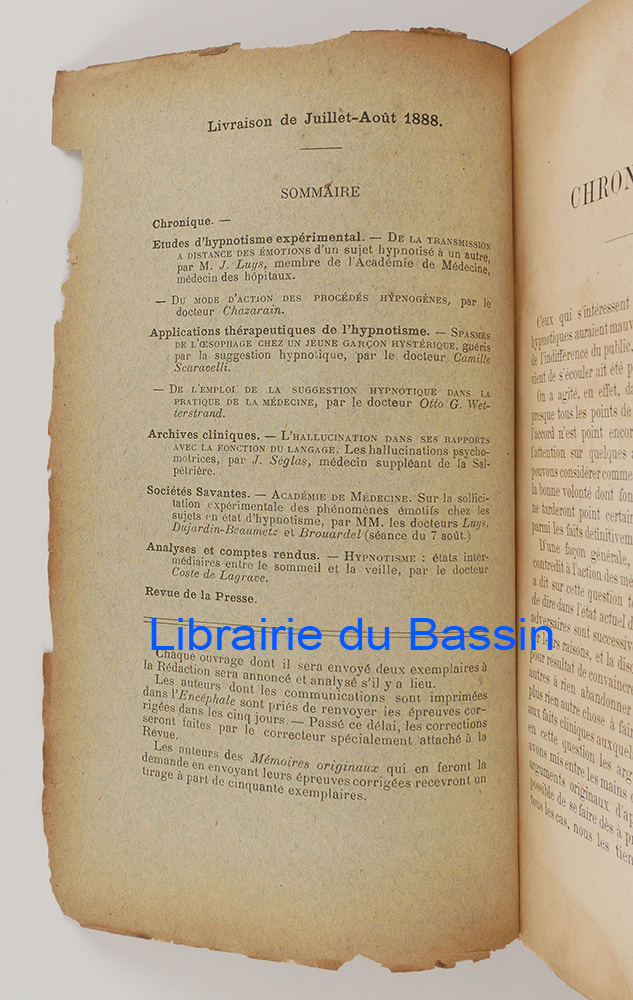 Livraison de Juillet-Août 1888.
SOMMAIRE
Chronique. —
Etudes d'hypnotisme expérimental. — DE LA TRANSMISSION
A DISTANCE DES ÉMOTIONS d'un sujet hypnotisé à un autre,
par M. J. Luys, membre de l'Académie de Médecine,
médecin des hôpitaux.
— DU MODE D'ACTION DES PROCÉDÉS HYPNOGÈNES, par le
docteur Chazarain.
Applications thérapeutiques de l'hypnotisme. — SPASMES
DE L'ŒSOPHAGE CHEZ UN JEUNE GARÇON HYSTÉRIQUE, guéris
par la suggestion hypnotique, par le docteur Camille
Scaravelli.
— DE L'EMPLOI DE LA SUGGESTION HYPNOTIQUE DANS LA
PRATIQUE DE LA MÉDECINE, par le docteur Otto G. Wet-
terstrand.
Archives cliniques. — L'HALLUCINATION DANS SES RAPPORTS
AVEC LA FONCTION DU LANGAGE. Les hallucinations psycho-
motrices, par J. Séglas, médecin suppléant de la Sal-
pétrière.
Sociétés Savantes. — ACADÉMIE DE MÉDECINE. Sur la sollici-
tation expérimentale des phénomènes émotifs chez les
sujets en état d'hypnotisme, par MM. les docteurs Luys,
Dujardin-Beaumetz et Brouardel (séance du 7 août.)
Analyses et comptes rendus. — HYPNOTISME : états inter-
médiaires entre le sommeil et la veille, par le docteur
Coste de Lagrave.
Revue de la Presse.
Librairie du Bassin
Chaque ouvrage dont il sera envoyé deux exemplaires à
la Rédaction sera annoncé et analysé s'il y a lieu.
Les auteurs dont les communications sont imprimées
dans l'Encéphale sont priés de renvoyer les épreuves cor-
rigées dans les cinq jours. — Passé ce délai, les corrections
seront faites par le correcteur spécialement attaché à la
Revue.
Les auteurs des Mémoires originaux qui en feront la
demande en envoyant leurs épreuves corrigées recevront un
tirage à part de cinquante exemplaires.
CHRON
Ceux qui s'intéressent
hypnotiques auraient mauv
de l'indifférence du public,
vient de s'écouler ait été p
On a agité, en effet, da
presque tous les points de
l'accord n'est point encor
l'attention sur quelques
pouvons considérer comme
la bonne volonté dont fon
ne tarderont point certain
parmi les faits définitivem
D'une façon générale,
contredit à l'action des mé
a dit sur cette question t
de dire dans l'état actuel d
adversaires sont successiv
leurs raisons, et la dis
pour résultat de convaincre
autres à rien abandonner
plus rien autre chose à fair
aux faits cliniques auxquel
en cette question les arg
avons mis entre les mains
arguments originaux d'ap
possible de se faire dès à p
tous les cas, nous les tien